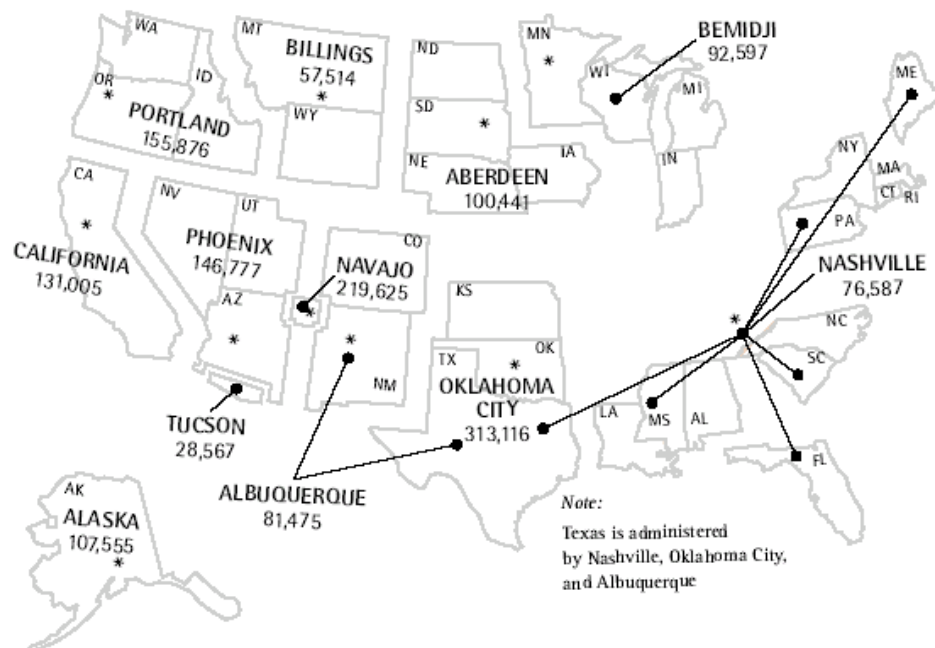 WA
MT
BILLINGS
57,514
*
ND
MN
*
BEMIDJI
92,597
ME
OR
*
ID
WI
MI
PORTLAND
155,876
WY
SD
*
NY
MA
CT
RI
NE
IA
IN
ABERDEEN
100,441
CA
*
NV
UT
PA
CALIFORNIA
131,005
PHOENIX
146,777
CO
NAVAJO
219,625
*
NASHVILLE
76,587
*
AZ
*
KS
NC
*
NM
TX
OK
*
SC
OKLAHOMA
CITY
313,116
LA
MS
AL
TUCSON
28,567
FL
ALBUQUERQUE
81,475
AK
ALASKA
107,555
*
Note:
Texas is administered
by Nashville, Oklahoma City,
and Albuquerque